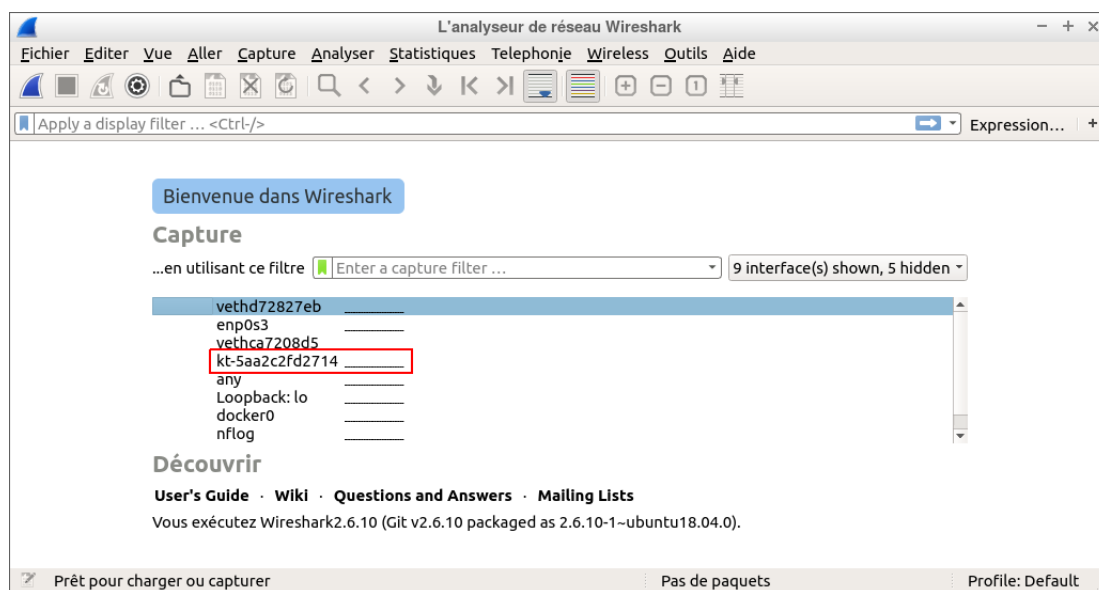 L'analyseur de réseau Wireshark
Fichier Editer Vue Aller Capture Analyser Statistiques Telephonie Wireless Outils Aide
Apply a display filter … <Ctrl-/> Expression… +
Bienvenue dans Wireshark
Capture
...en utilisant ce filtre Enter a capture filter … 9 interface(s) shown, 5 hidden
vethd72827eb
enp0s3
vethca7208d5
kt-5aa2c2fd2714
any
Loopback: lo
docker0
nflog
Découvrir
User's Guide · Wiki · Questions and Answers · Mailing Lists
Vous exécutez Wireshark2.6.10 (Git v2.6.10 packaged as 2.6.10-1~ubuntu18.04.0).
Prêt pour charger ou capturer Pas de paquets Profile: Default